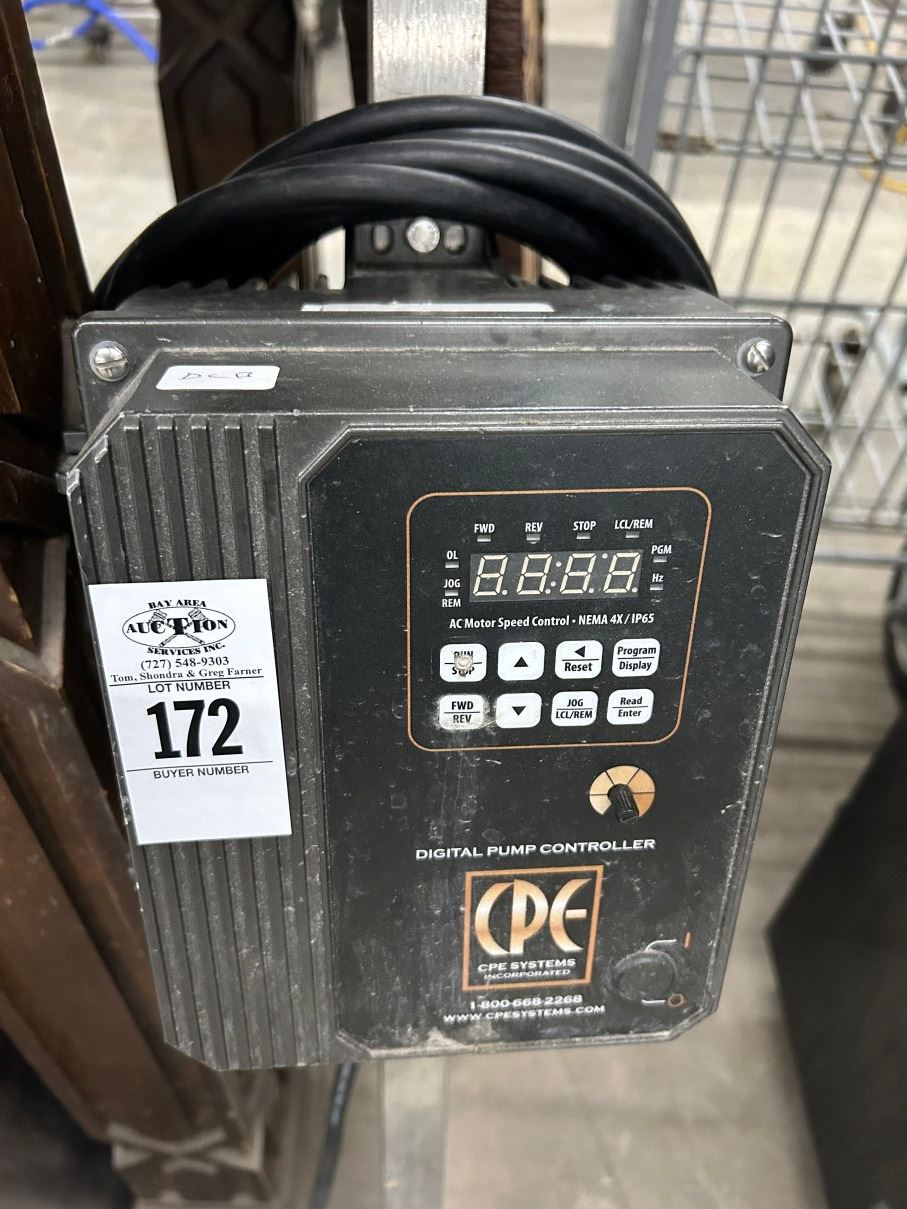 DCB
BAY AREA
AUCTION
SERVICES INC.
(727) 548-9303
Tom, Shondra & Greg Farner
LOT NUMBER
172
BUYER NUMBER
FWD REV STOP LCL/REM
OL PGM
JOG Hz
REM
AC Motor Speed Control • NEMA 4X / IP65
RUN
STOP
Reset
Program
Display
FWD
REV
JOG
LCL/REM
Read
Enter
DIGITAL PUMP CONTROLLER
CPE
CPE SYSTEMS
INCORPORATED
1-800-668-2268
WWW.CPESYSTEMS.COM